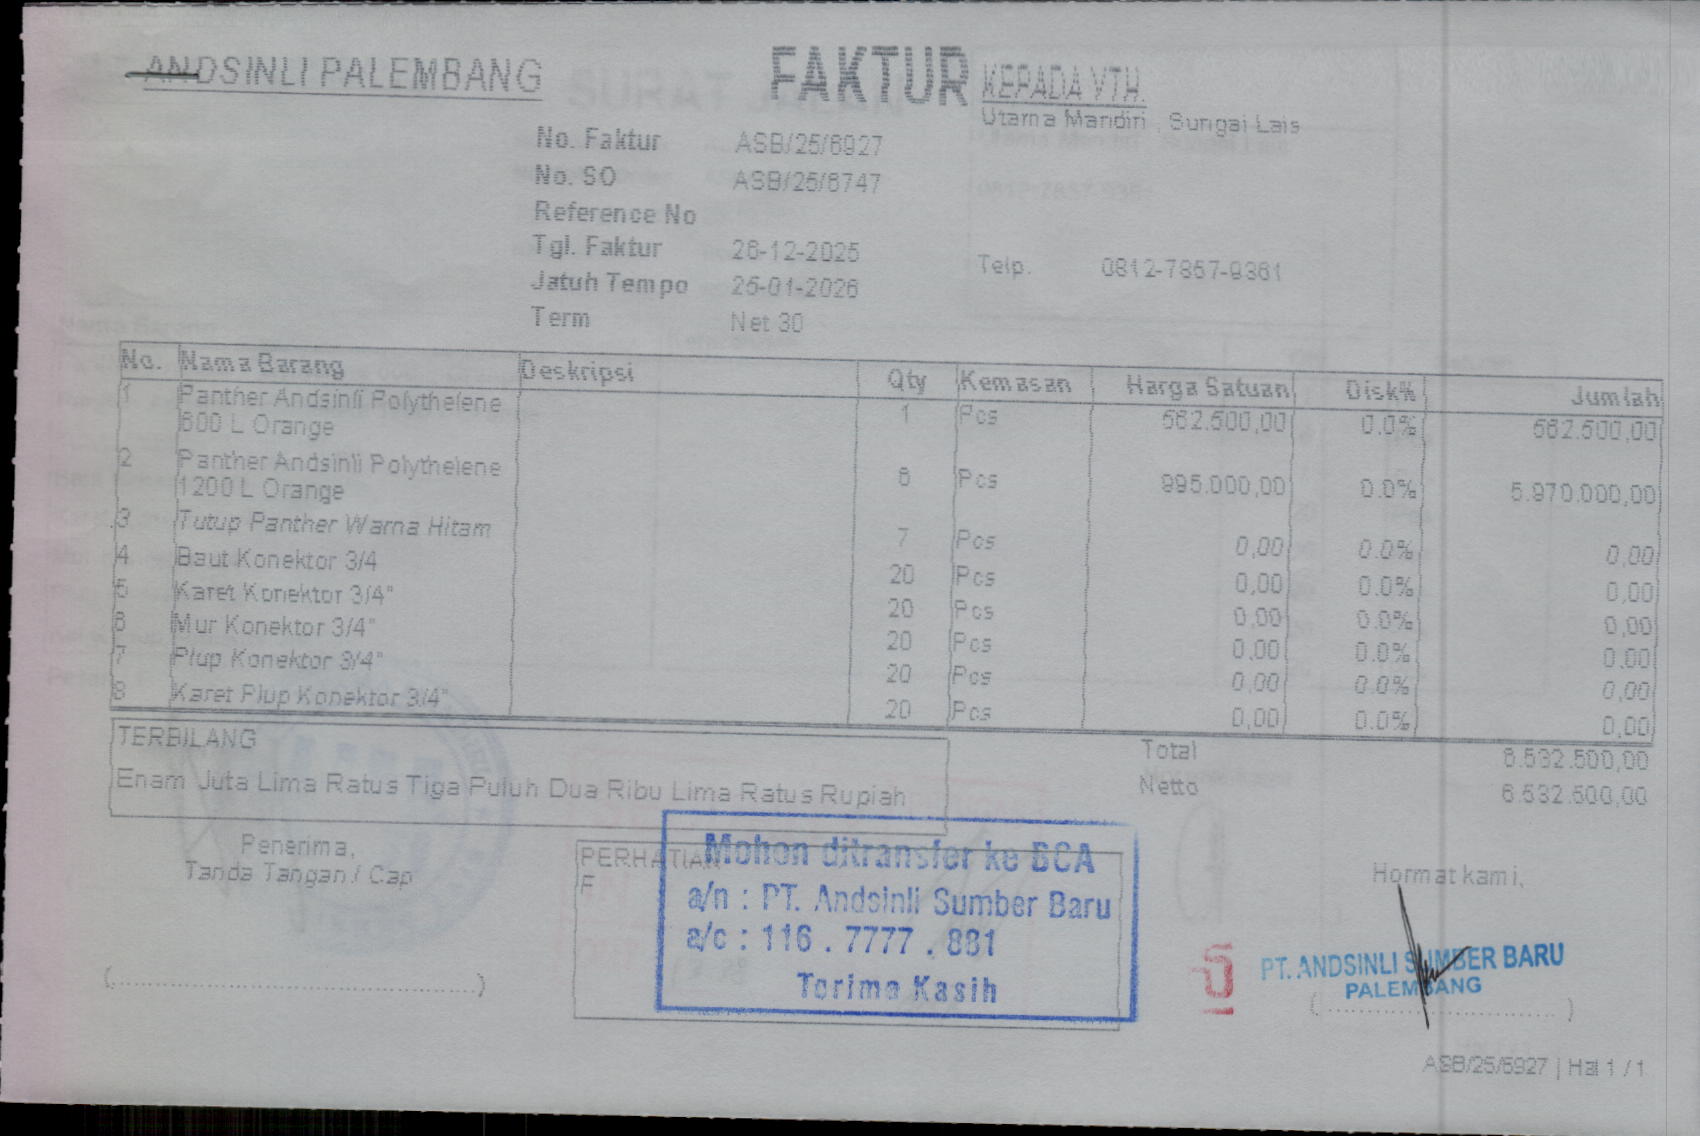 ANDSINLI PALEMBANG
FAKTUR
KEPADA YTH.
Utama Mandiri , Sungai Lais
No. Faktur ASB/25/6927
No. SO ASB/25/6747
Reference No
Tgl. Faktur 26-12-2025
Jatuh Tempo 25-01-2026
Term Net 30
Telp. 0812-7857-9361
No. Nama Barang Deskripsi Qty Kemasan Harga Satuan Disk% Jumlah
1 Panther Andsinli Polythelene 1 Pcs 562.500,00 0.0% 562.500,00
600 L Orange
2 Panther Andsinli Polythelene 6 Pcs 995.000,00 0.0% 5.970.000,00
1200 L Orange
3 Tutup Panther Warna Hitam 7 Pcs 0,00 0.0% 0,00
4 Baut Konektor 3/4 20 Pcs 0,00 0.0% 0,00
5 Karet Konektor 3/4" 20 Pcs 0,00 0.0% 0,00
6 Mur Konektor 3/4" 20 Pcs 0,00 0.0% 0,00
7 Plup Konektor 3/4" 20 Pcs 0,00 0.0% 0,00
8 Karet Plup Konektor 3/4" 20 Pcs 0,00 0.0% 0,00
TERBILANG
Enam Juta Lima Ratus Tiga Puluh Dua Ribu Lima Ratus Rupiah
Total 6.532.500,00
Netto 6.532.500,00
Penerima,
Tanda Tangan / Cap
PERHATIAN
F
Mohon ditransfer ke BCA
a/n : PT. Andsinli Sumber Baru
a/c : 116 . 7777 . 881
Terima Kasih
Hormat kami,
PT. ANDSINLI SUMBER BARU
PALEMBANG
ASB/25/6927 | Hal 1 / 1